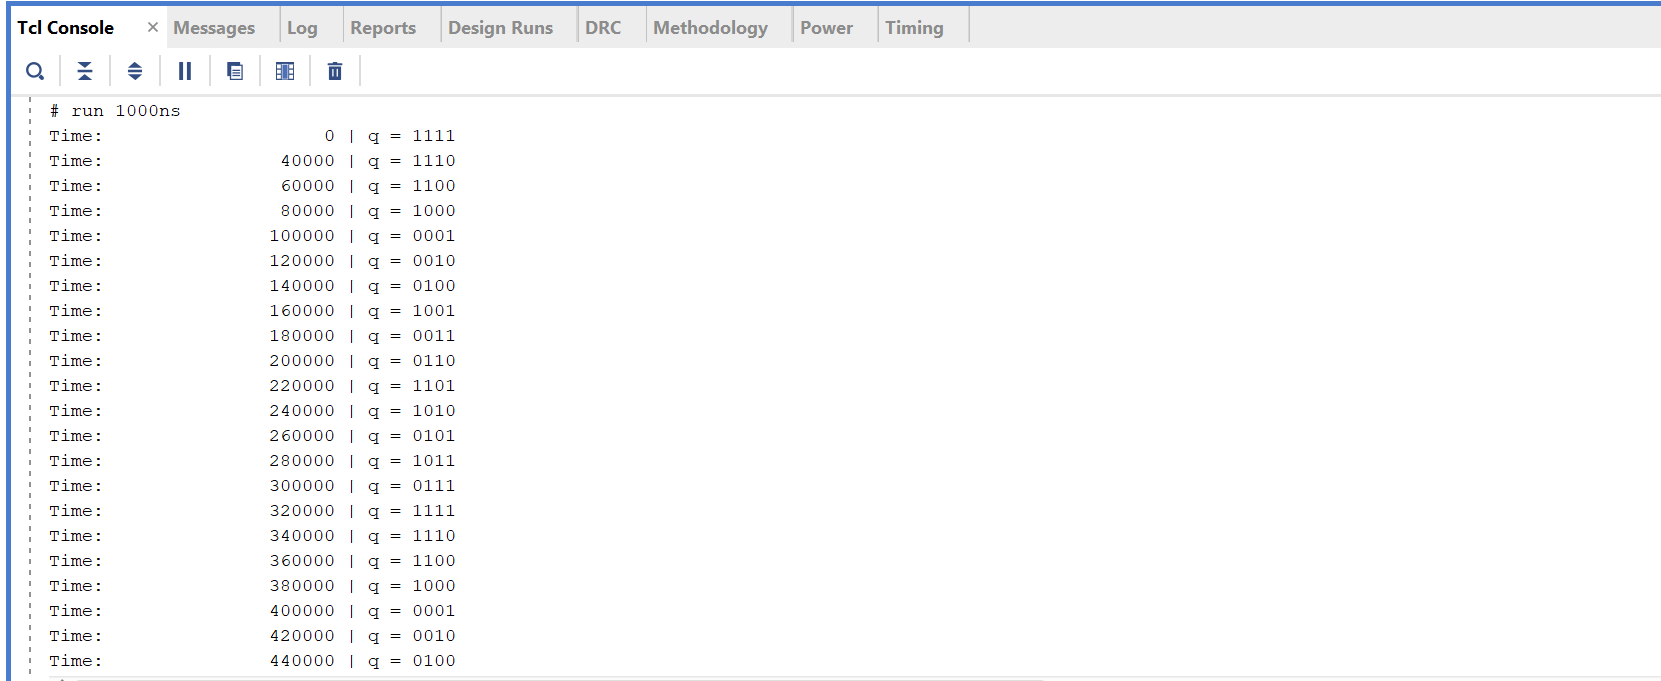 Tcl Console × Messages Log Reports Design Runs DRC Methodology Power Timing
# run 1000ns
Time: 0 | q = 1111
Time: 40000 | q = 1110
Time: 60000 | q = 1100
Time: 80000 | q = 1000
Time: 100000 | q = 0001
Time: 120000 | q = 0010
Time: 140000 | q = 0100
Time: 160000 | q = 1001
Time: 180000 | q = 0011
Time: 200000 | q = 0110
Time: 220000 | q = 1101
Time: 240000 | q = 1010
Time: 260000 | q = 0101
Time: 280000 | q = 1011
Time: 300000 | q = 0111
Time: 320000 | q = 1111
Time: 340000 | q = 1110
Time: 360000 | q = 1100
Time: 380000 | q = 1000
Time: 400000 | q = 0001
Time: 420000 | q = 0010
Time: 440000 | q = 0100